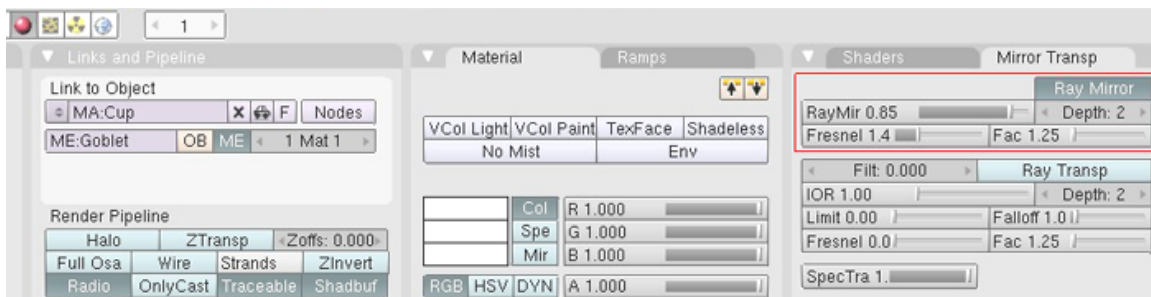 1
Links and Pipeline
Link to Object
MA:Cup X F Nodes
ME:Goblet OB ME 1 Mat 1
Render Pipeline
Halo ZTransp Zoffs: 0.000
Full Osa Wire Strands ZInvert
Radio OnlyCast Traceable Shadbuf
Material Ramps
VCol Light VCol Paint TexFace Shadeless
No Mist Env
Col R 1.000
Spe G 1.000
Mir B 1.000
RGB HSV DYN A 1.000
Shaders Mirror Transp
Ray Mirror
RayMir 0.85 Depth: 2
Fresnel 1.4 Fac 1.25
Filt: 0.000 Ray Transp
IOR 1.00 Depth: 2
Limit 0.00 Falloff 1.0
Fresnel 0.0 Fac 1.25
SpecTra 1.